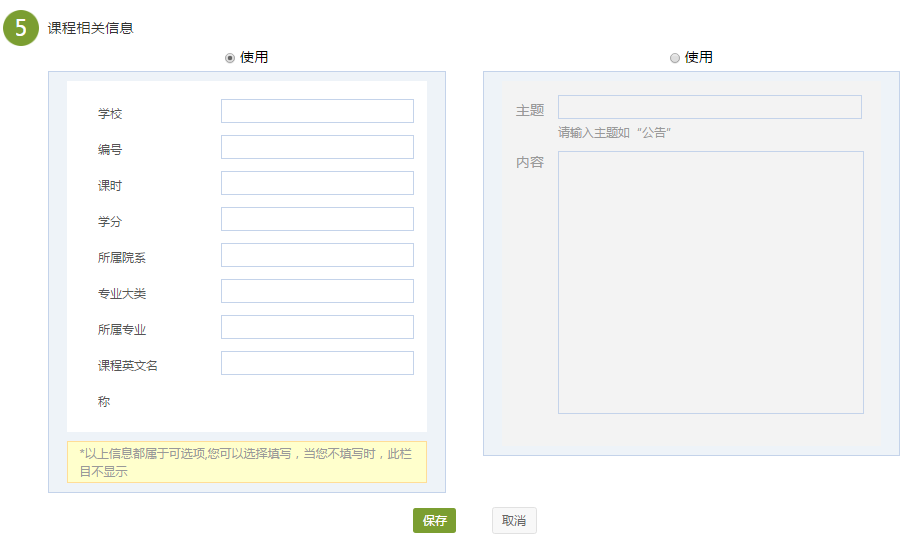 5 课程相关信息
使用
学校
编号
课时
学分
所属院系
专业大类
所属专业
课程英文名
称
*以上信息都属于可选项,您可以选择填写，当您不填写时，此栏
目不显示
使用
主题
请输入主题如“公告”
内容
保存 取消